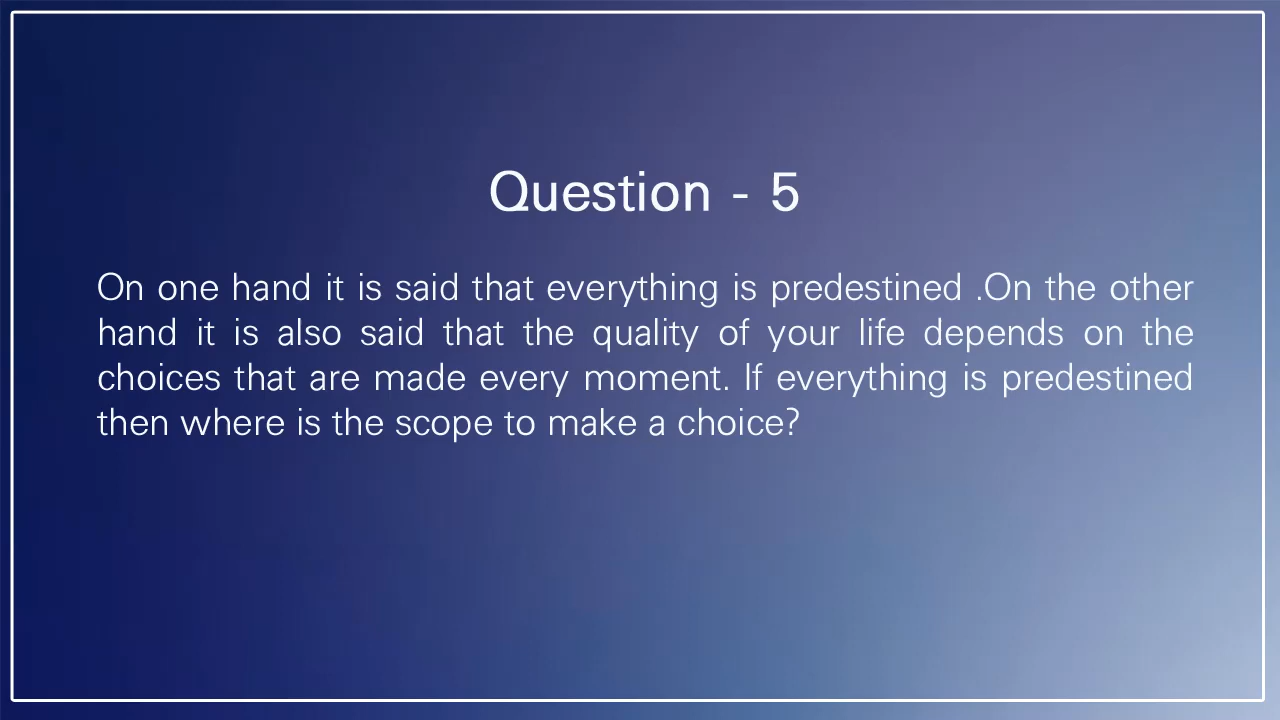 Question - 5
On one hand it is said that everything is predestined .On the other
hand it is also said that the quality of your life depends on the
choices that are made every moment. If everything is predestined
then where is the scope to make a choice?